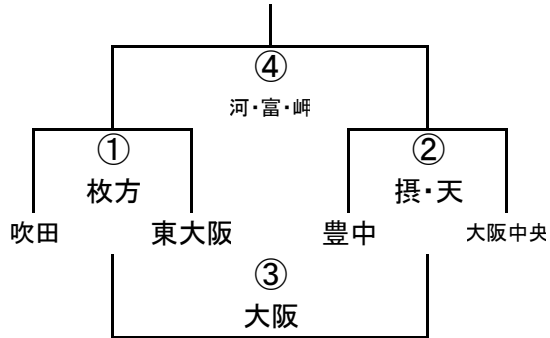 ④
河・富・岬
①
②
枚方
摂・天
吹田
東大阪
豊中
大阪中央
③
大阪